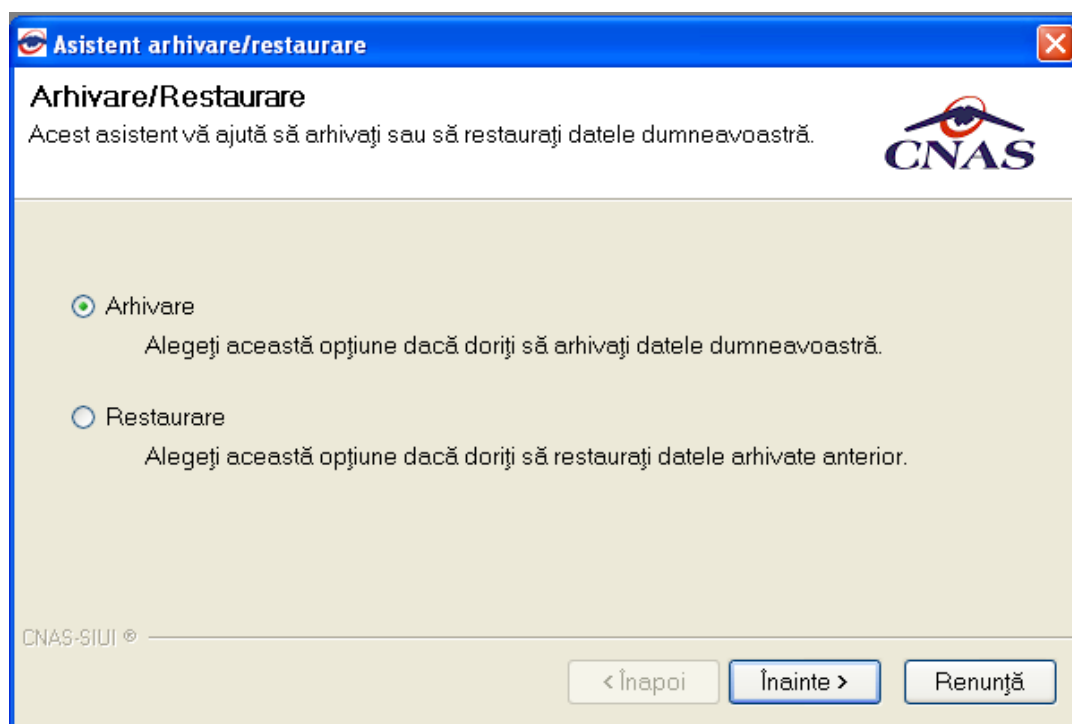 Asistent arhivare/restaurare
Arhivare/Restaurare
Acest asistent vă ajută să arhivaţi sau să restauraţi datele dumneavoastră.
CNAS
Arhivare
Alegeţi această opţiune dacă doriţi să arhivaţi datele dumneavoastră.
Restaurare
Alegeţi această opţiune dacă doriţi să restauraţi datele arhivate anterior.
CNAS-SIUI ®
< Înapoi
Înainte >
Renunţă